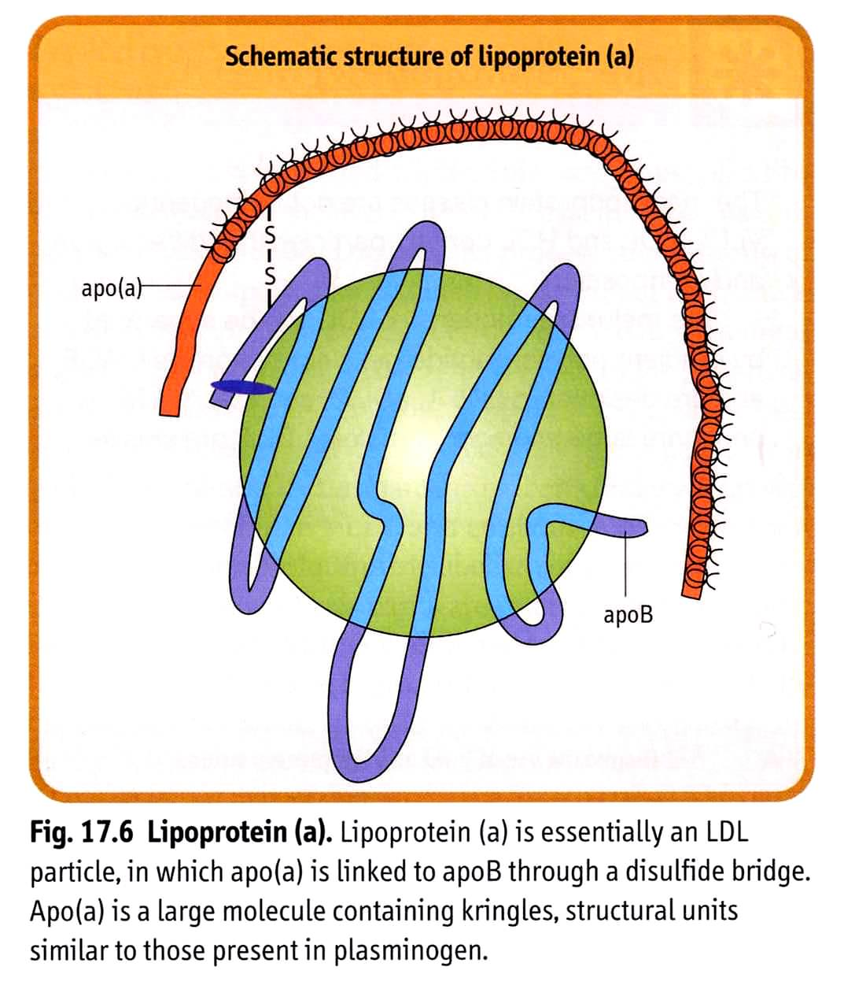 Schematic structure of lipoprotein (a)
S
S
apo(a)
apoB
Fig. 17.6 Lipoprotein (a). Lipoprotein (a) is essentially an LDL
particle, in which apo(a) is linked to apoB through a disulfide bridge.
Apo(a) is a large molecule containing kringles, structural units
similar to those present in plasminogen.